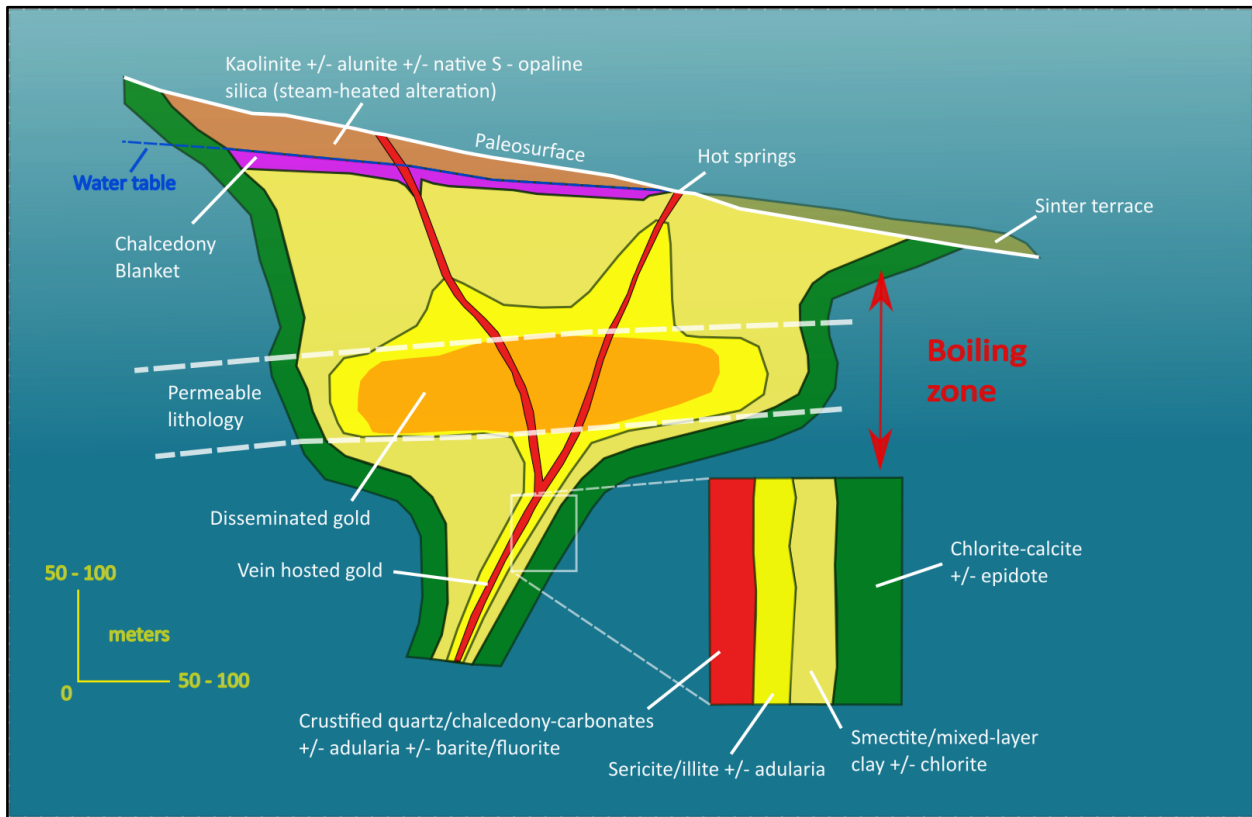 Kaolinite +/- alunite +/- native S - opaline
silica (steam-heated alteration)
Paleosurface
Hot springs
Water table
Sinter terrace
Chalcedony
Blanket
Boiling
zone
Permeable
lithology
Disseminated gold
Vein hosted gold
Chlorite-calcite
+/- epidote
50 - 100
meters
0
50 - 100
Crustified quartz/chalcedony-carbonates
+/- adularia +/- barite/fluorite
Sericite/illite +/- adularia
Smectite/mixed-layer
clay +/- chlorite